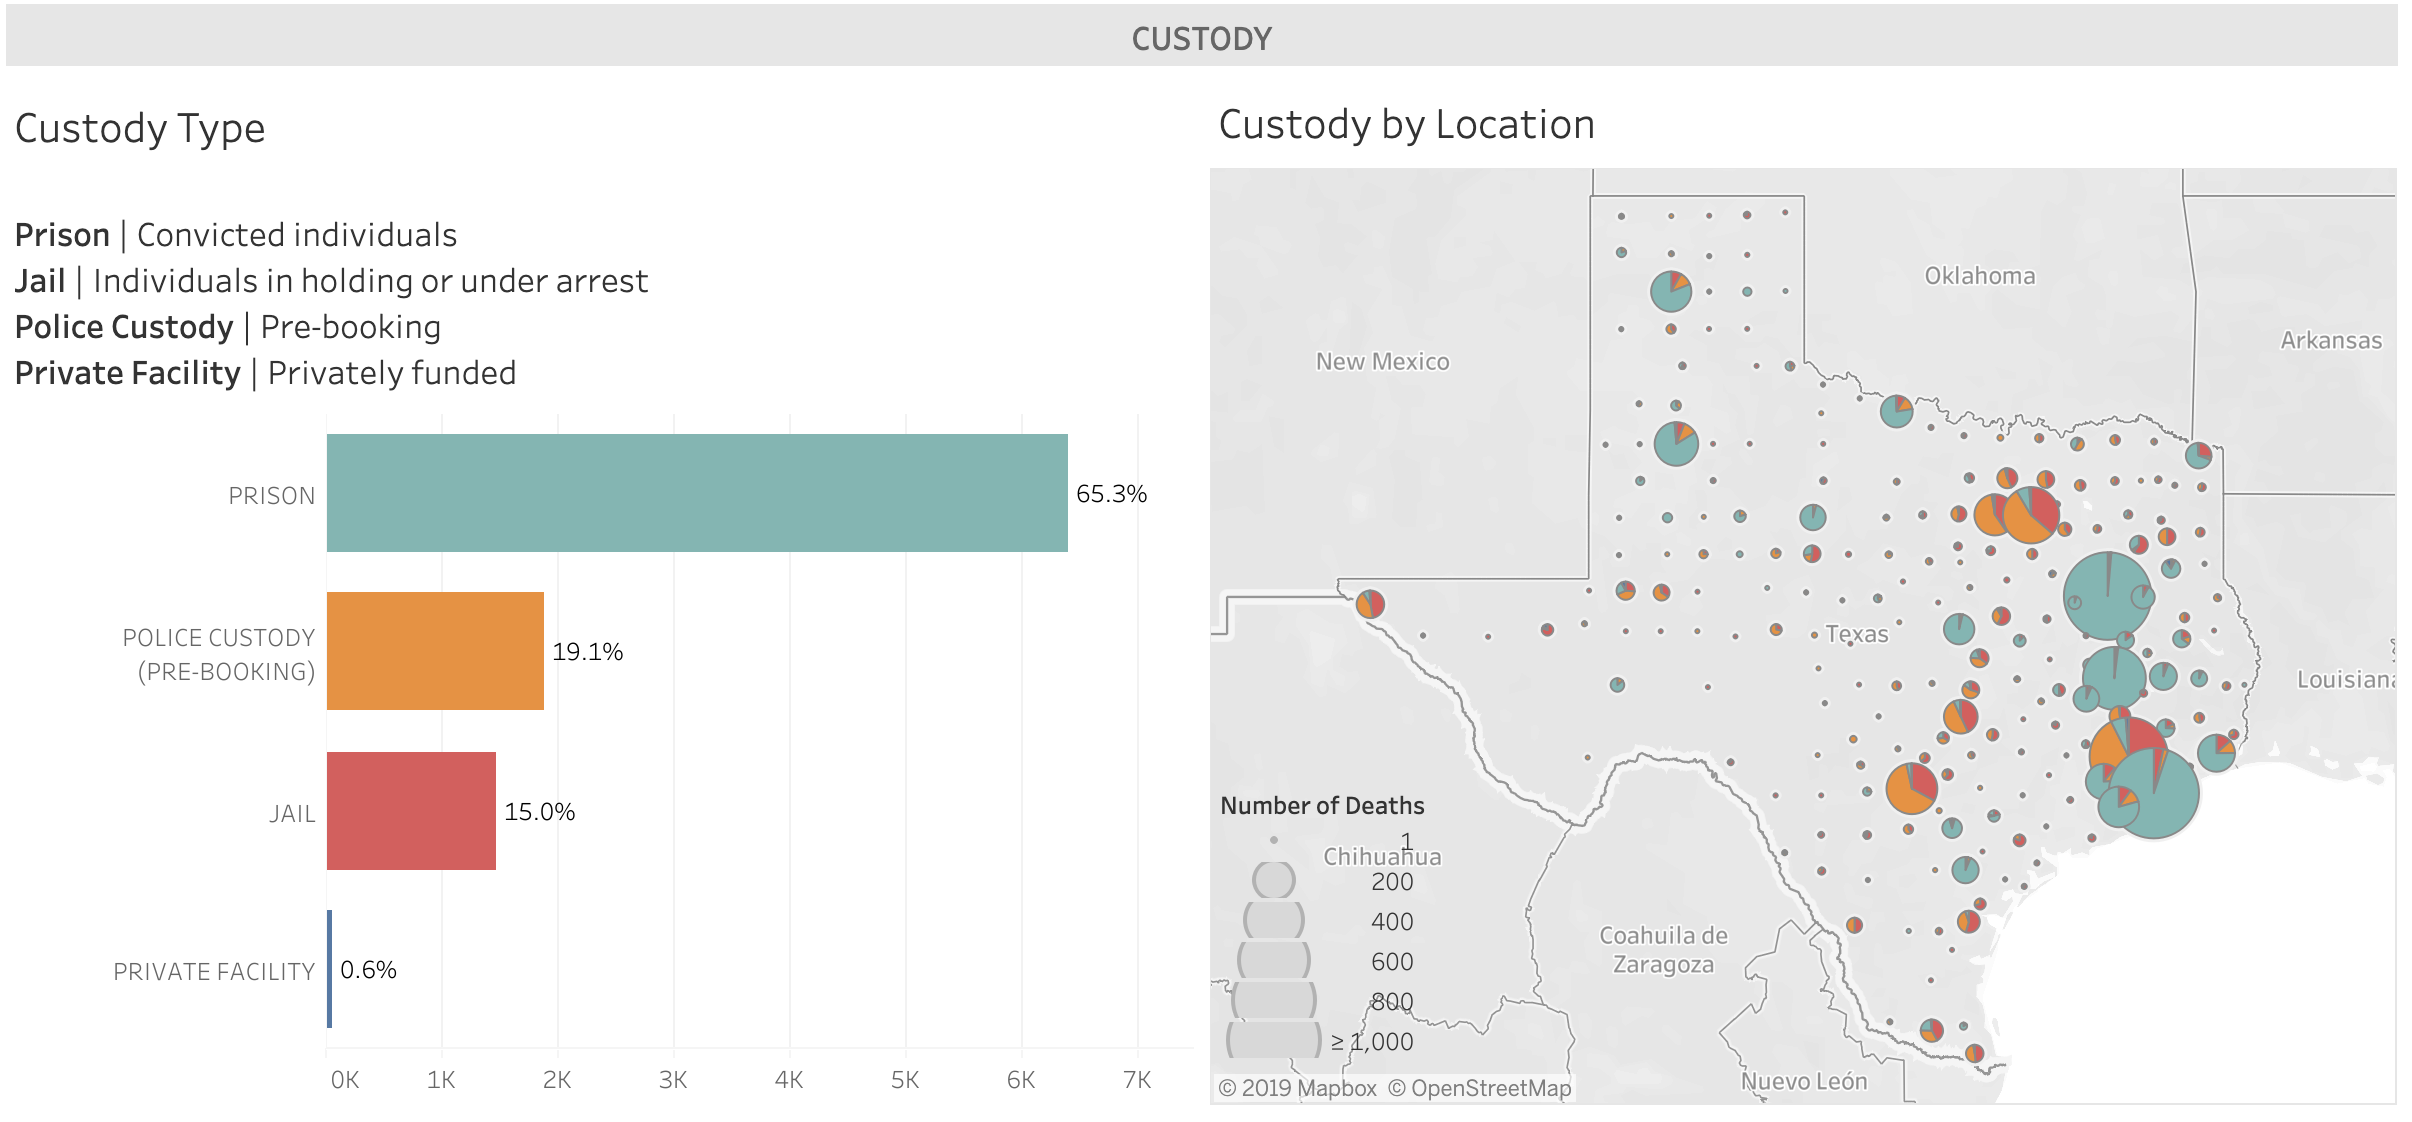 CUSTODY
Custody Type
Prison | Convicted individuals
Jail | Individuals in holding or under arrest
Police Custody | Pre-booking
Private Facility | Privately funded
PRISON
65.3%
POLICE CUSTODY
(PRE-BOOKING)
19.1%
JAIL
15.0%
PRIVATE FACILITY
0.6%
0K 1K 2K 3K 4K 5K 6K 7K
Custody by Location
Oklahoma
Arkansas
New Mexico
Texas
Louisiana
Number of Deaths
1
Chihuahua
200
400
600
800
≥ 1,000
Coahuila de
Zaragoza
Nuevo León
© 2019 Mapbox © OpenStreetMap